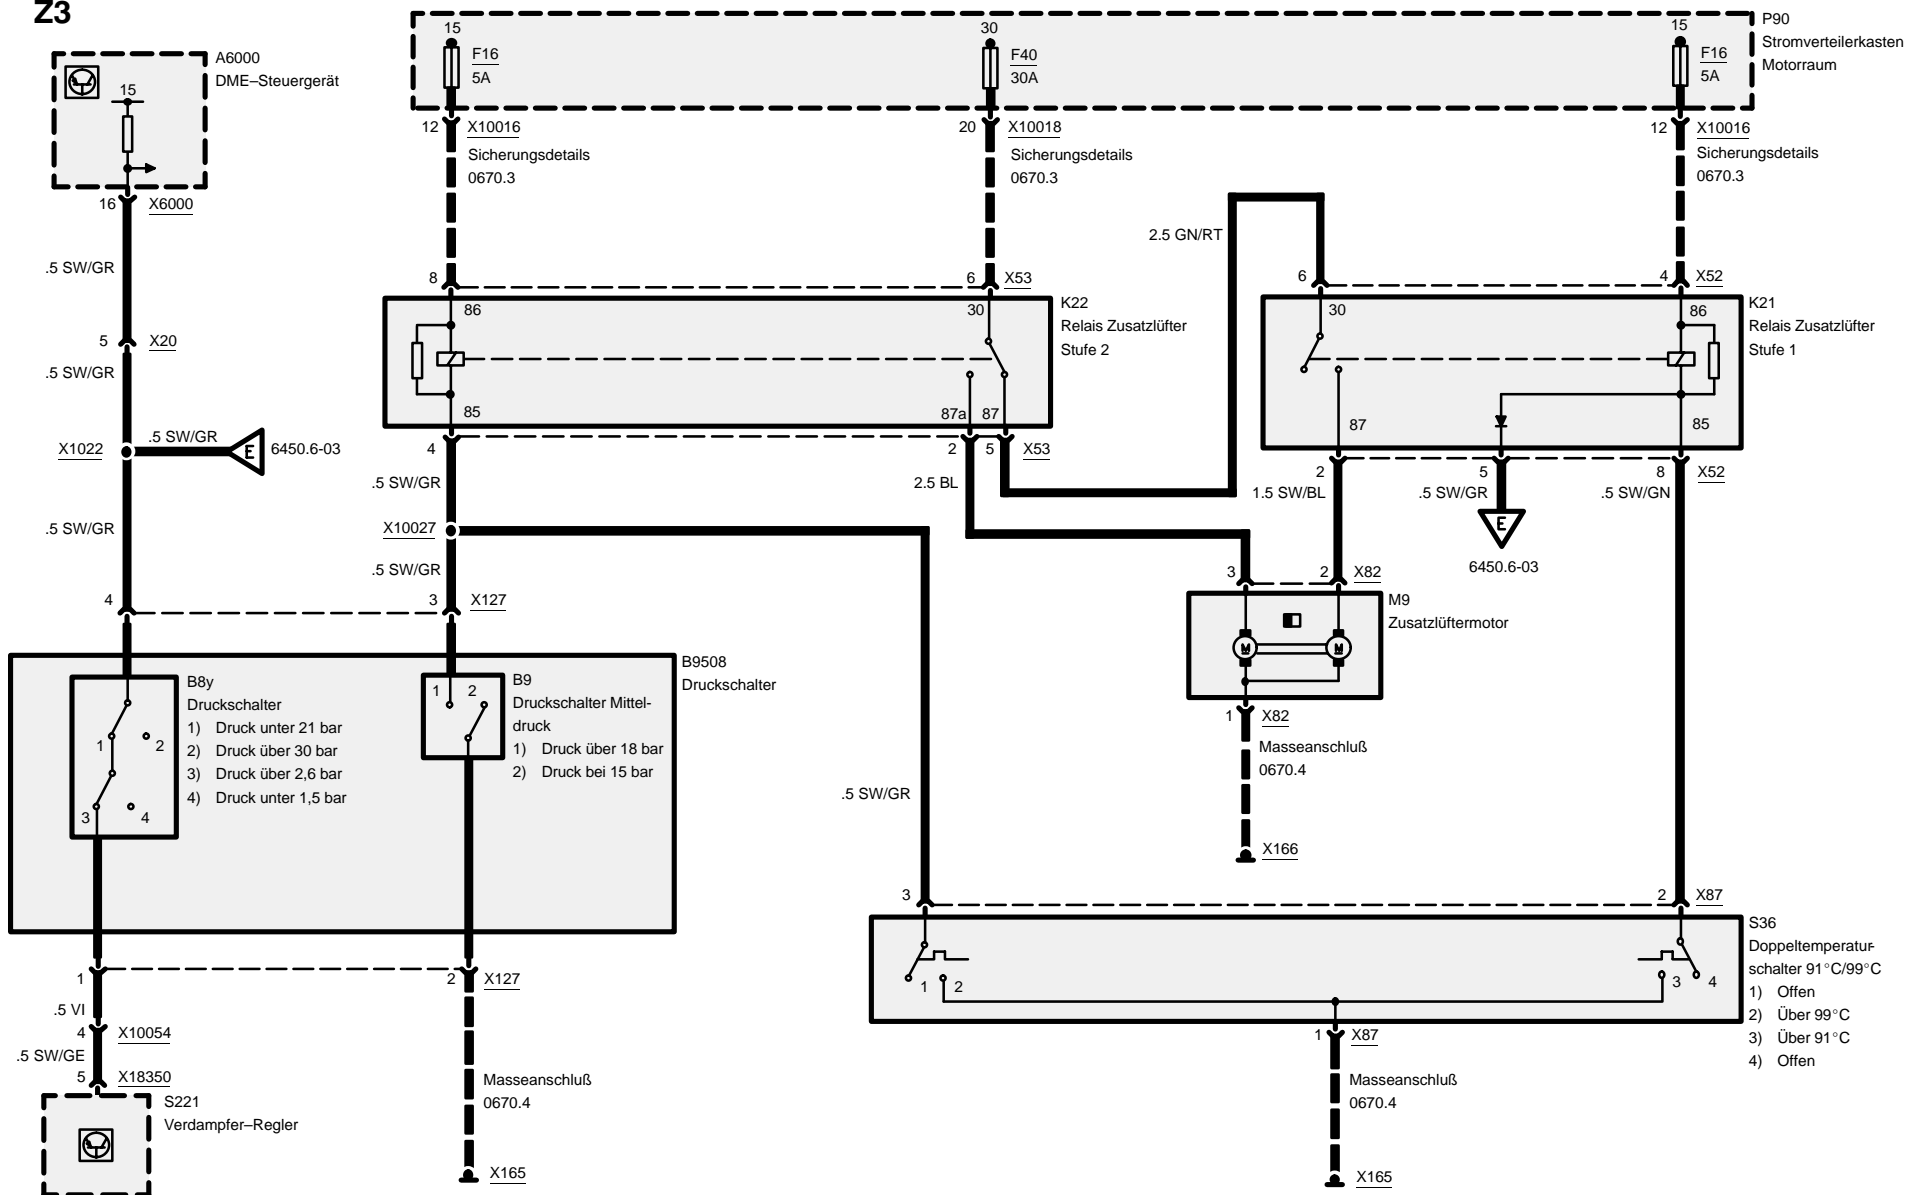 Z3
A6000
DME–Steuergerät
15
16
X6000
.5 SW/GR
5
X20
.5 SW/GR
X1022
.5 SW/GR
E
6450.6-03
.5 SW/GR
4
15
F16
5A
30
F40
30A
15
F16
5A
P90
Stromverteilerkasten
Motorraum
12
X10016
Sicherungsdetails
0670.3
20
X10018
Sicherungsdetails
0670.3
12
X10016
Sicherungsdetails
0670.3
2.5 GN/RT
8
6
X53
86
30
K22
Relais Zusatzlüfter
Stufe 2
85
87a
87
4
2
5
X53
6
4
X52
30
86
K21
Relais Zusatzlüfter
Stufe 1
87
85
2
5
8
X52
.5 SW/GR
2.5 BL
1.5 SW/BL
.5 SW/GR
.5 SW/GN
E
6450.6-03
X10027
.5 SW/GR
3
X127
3
2
X82
M9
Zusatzlüftermotor
M
M
1
X82
Masseanschluß
0670.4
X166
B9508
Druckschalter
B8y
Druckschalter
1) Druck unter 21 bar
2) Druck über 30 bar
3) Druck über 2,6 bar
4) Druck unter 1,5 bar
1
2
3
4
B9
Druckschalter Mittel-
druck
1) Druck über 18 bar
2) Druck bei 15 bar
1
2
.5 SW/GR
1
2
X127
.5 VI
4
X10054
.5 SW/GE
5
X18350
S221
Verdampfer–Regler
Masseanschluß
0670.4
X165
3
2
X87
S36
Doppeltemperatur-
schalter 91°C/99°C
1) Offen
2) Über 99°C
3) Über 91°C
4) Offen
1
2
3
4
1
X87
Masseanschluß
0670.4
X165